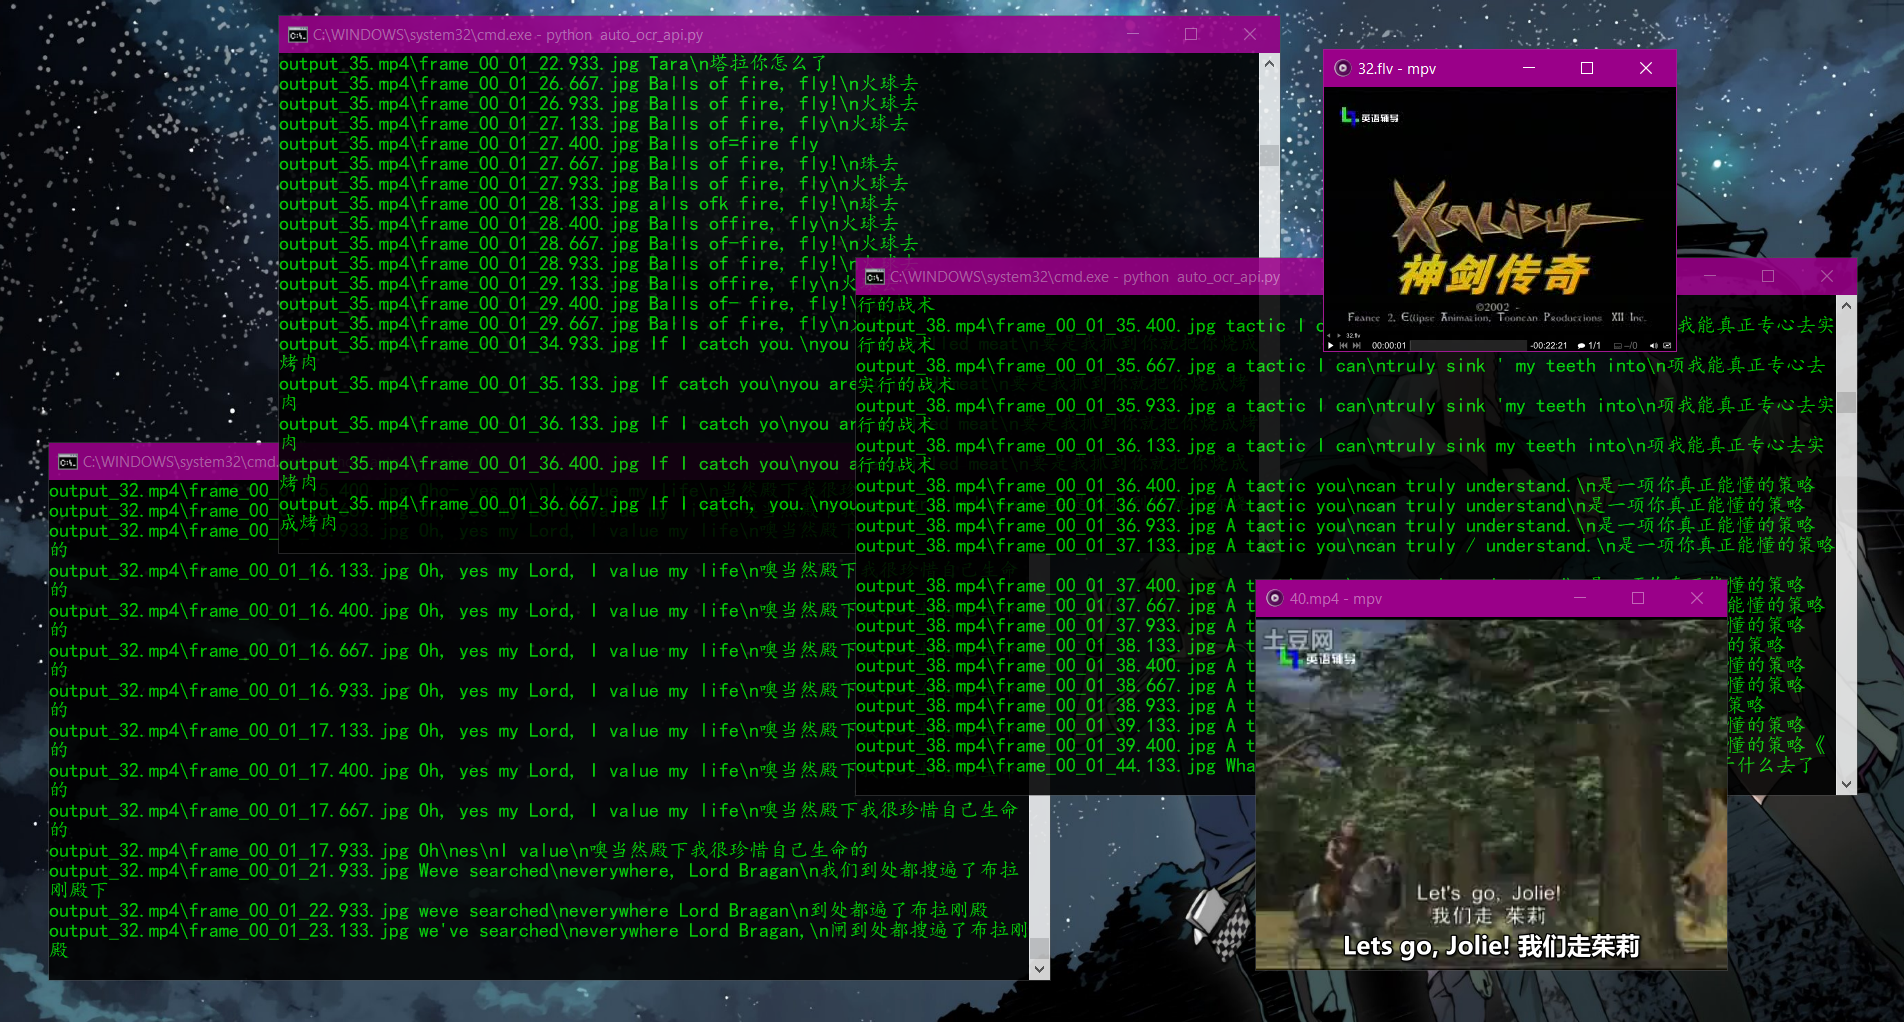 C:\WINDOWS\system32\cmd.exe - python  auto_ocr_api.py
output_35.mp4\frame_00_01_22.933.jpg Tara\n塔拉你怎么了
output_35.mp4\frame_00_01_26.667.jpg Balls of fire, fly!\n火球去
output_35.mp4\frame_00_01_26.933.jpg Balls of fire, fly!\n火球去
output_35.mp4\frame_00_01_27.133.jpg Balls of fire, fly\n火球去
output_35.mp4\frame_00_01_27.400.jpg Balls of=fire fly
output_35.mp4\frame_00_01_27.667.jpg Balls of fire, fly!\n珠去
output_35.mp4\frame_00_01_27.933.jpg Balls of fire, fly\n火球去
output_35.mp4\frame_00_01_28.133.jpg alls ofk fire, fly!\n球去
output_35.mp4\frame_00_01_28.400.jpg Balls offire, fly\n火球去
output_35.mp4\frame_00_01_28.667.jpg Balls of-fire, fly!\n火球去
output_35.mp4\frame_00_01_28.933.jpg Balls of fire, fly!\n
output_35.mp4\frame_00_01_29.133.jpg Balls offire, fly\n
output_35.mp4\frame_00_01_29.400.jpg Balls of- fire, fly!\
output_35.mp4\frame_00_01_29.667.jpg Balls of fire, fly\n
output_35.mp4\frame_00_01_34.933.jpg If I catch you.\nyou
烤肉
output_35.mp4\frame_00_01_35.133.jpg If catch you\nyou are
肉
output_35.mp4\frame_00_01_36.133.jpg If I catch yo\nyou ar
肉
output_35.mp4\frame_00_01_36.400.jpg If I catch you\nyou a
烤肉
output_35.mp4\frame_00_01_36.667.jpg If I catch, you.\nyou
成烤肉
C:\WINDOWS\system32\cmd.
output_32.mp4\frame_00_
output_32.mp4\frame_00_
output_32.mp4\frame_00_
的
output_32.mp4\frame_00_01_16.133.jpg Oh, yes my Lord, I value my life\n噢当然殿下
的
output_32.mp4\frame_00_01_16.400.jpg Oh, yes my Lord, I value my life\n噢当然殿下
的
output_32.mp4\frame_00_01_16.667.jpg Oh, yes my Lord, I value my life\n噢当然殿下
的
output_32.mp4\frame_00_01_16.933.jpg Oh, yes my Lord, I value my life\n噢当然殿下
的
output_32.mp4\frame_00_01_17.133.jpg Oh, yes my Lord, I value my life\n噢当然殿下
的
output_32.mp4\frame_00_01_17.400.jpg Oh, yes my Lord, I value my life\n噢当然殿下
的
output_32.mp4\frame_00_01_17.667.jpg Oh, yes my Lord, I value my life\n噢当然殿下我很珍惜自己生命
的
output_32.mp4\frame_00_01_17.933.jpg Oh\nes\nI value\n噢当然殿下我很珍惜自己生命的
output_32.mp4\frame_00_01_21.933.jpg Weve searched\neverywhere, Lord Bragan\n我们到处都搜遍了布拉
刚殿下
output_32.mp4\frame_00_01_22.933.jpg weve searched\neverywhere Lord Bragan\n到处都遍了布拉刚殿
output_32.mp4\frame_00_01_23.133.jpg we've searched\neverywhere Lord Bragan,\n闸到处都搜遍了布拉刚
殿
C:\WINDOWS\system32\cmd.exe - python  auto_ocr_api.py
行的战术
output_38.mp4\frame_00_01_35.400.jpg tactic I c
我能真正专心去实
行的战术
output_38.mp4\frame_00_01_35.667.jpg a tactic I can\ntruly sink ' my teeth into\n项我能真正专心去
实行的战术
output_38.mp4\frame_00_01_35.933.jpg a tactic I can\ntruly sink 'my teeth into\n项我能真正专心去实
行的战术
output_38.mp4\frame_00_01_36.133.jpg a tactic I can\ntruly sink my teeth into\n项我能真正专心去实
行的战术
output_38.mp4\frame_00_01_36.400.jpg A tactic you\ncan truly understand.\n是一项你真正能懂的策略
output_38.mp4\frame_00_01_36.667.jpg A tactic you\ncan truly understand\n是一项你真正能懂的策略
output_38.mp4\frame_00_01_36.933.jpg A tactic you\ncan truly understand.\n是一项你真正能懂的策略
output_38.mp4\frame_00_01_37.133.jpg A tactic you\ncan truly / understand.\n是一项你真正能懂的策略
output_38.mp4\frame_00_01_37.400.jpg A t
懂的策略
output_38.mp4\frame_00_01_37.667.jpg A t
能懂的策略
output_38.mp4\frame_00_01_37.933.jpg A t
懂的策略
output_38.mp4\frame_00_01_38.133.jpg A t
的策略
output_38.mp4\frame_00_01_38.400.jpg A t
懂的策略
output_38.mp4\frame_00_01_38.667.jpg A t
懂的策略
output_38.mp4\frame_00_01_38.933.jpg A t
策略
output_38.mp4\frame_00_01_39.133.jpg A t
懂的策略
output_38.mp4\frame_00_01_39.400.jpg A t
懂的策略《
output_38.mp4\frame_00_01_44.133.jpg Wha
什么去了
32.flv - mpv
英语辅导
XCALIBUR
神剑传奇
©2002 -
France 2, Ellipse Animation, Tooncan Productions XII Inc.
32.flv
00:00:01
-00:22:21
1/1
–/0
40.mp4 - mpv
土豆网
英语辅导
Let's go, Jolie!
我们走 茱莉
Lets go, Jolie! 我们走茱莉